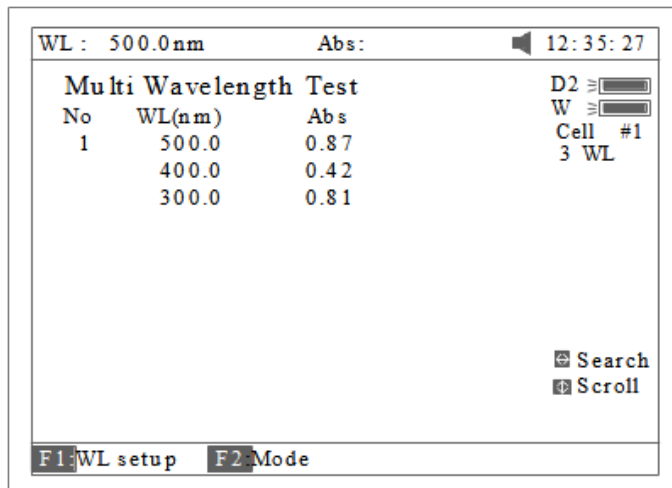 WL: 500.0nm Abs: 12:35:27
Multi Wavelength Test
D2
No WL(nm) Abs
W
1 500.0 0.87
Cell #1
400.0 0.42
3 WL
300.0 0.81
Search
Scroll
F1:WL setup F2:Mode